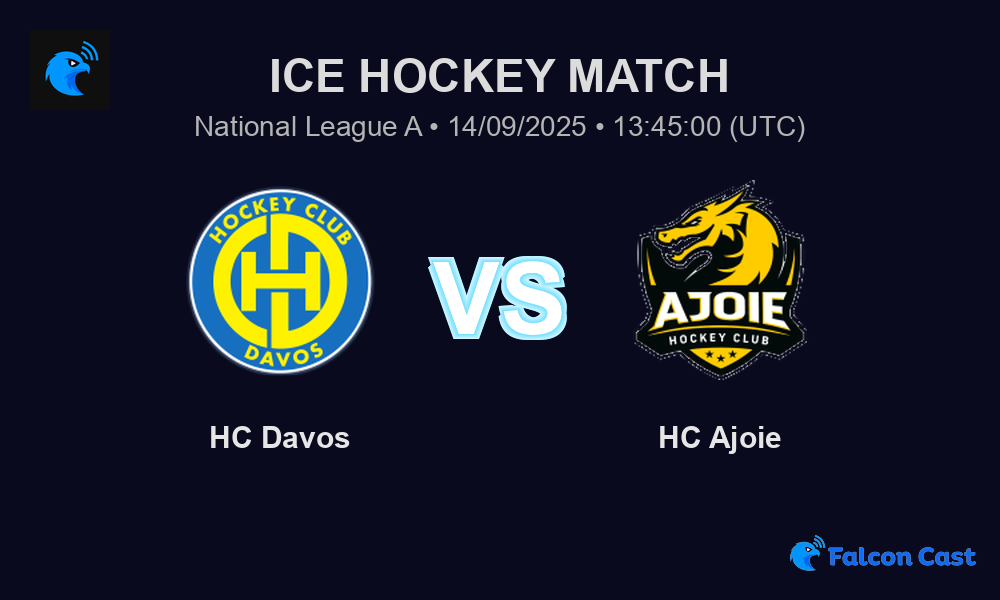 ICE HOCKEY MATCH
National League A • 14/09/2025 • 13:45:00 (UTC)
HOCKEY CLUB
HC
DAVOS
VS
AJOIE
HOCKEY CLUB
HC Davos
HC Ajoie
Falcon Cast